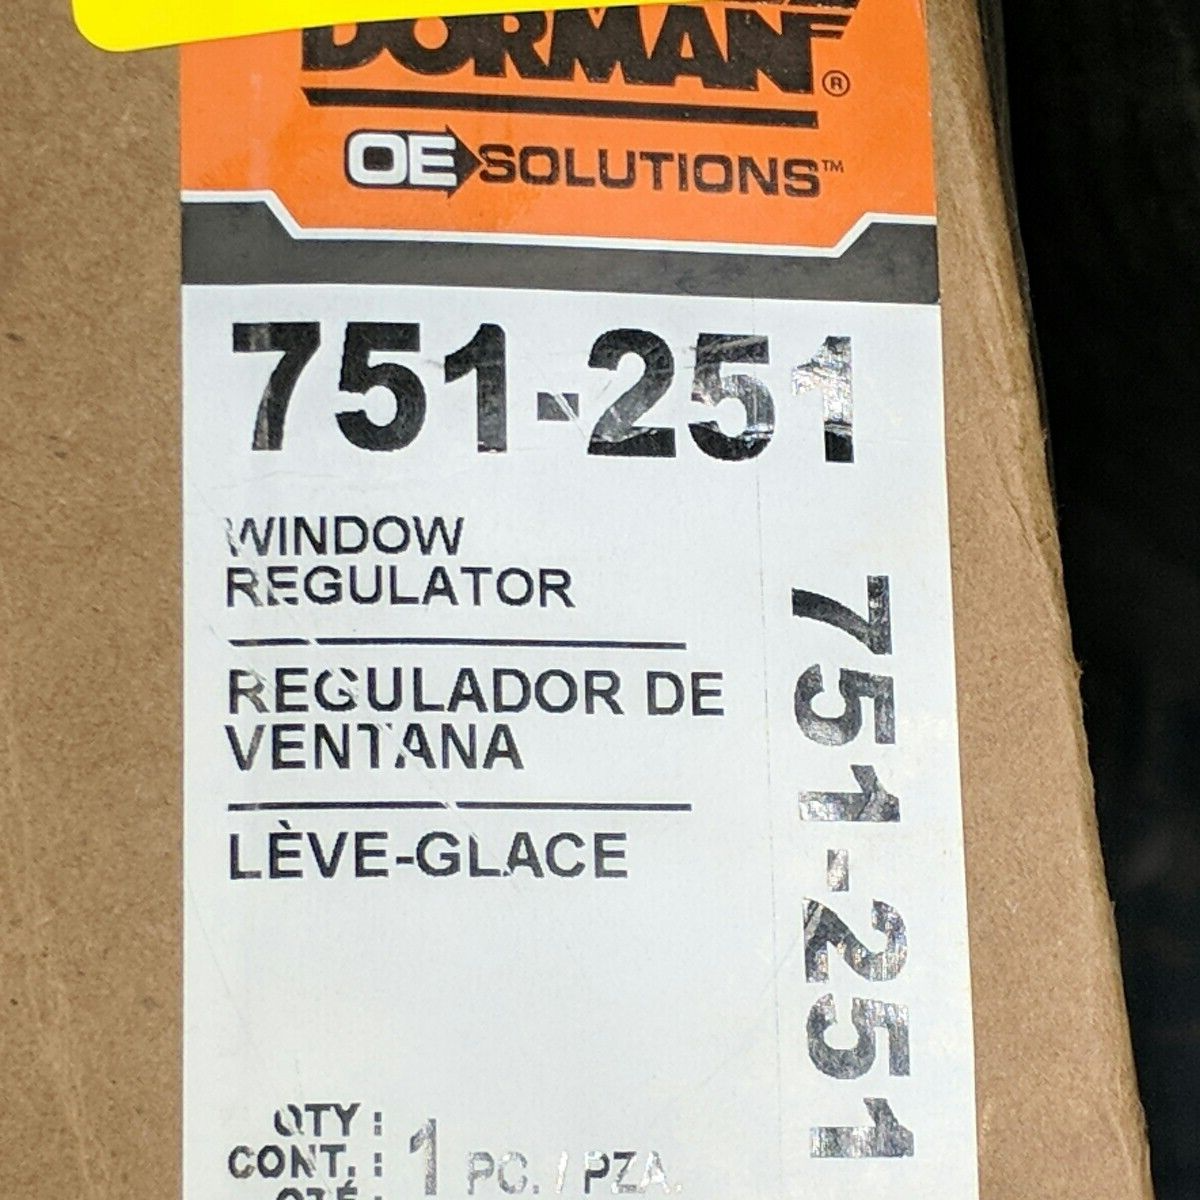 DORMAN®
OE SOLUTIONS™
751-251
WINDOW
REGULATOR
REGULADOR DE
VENTANA
LÈVE-GLACE
751-251
QTY :
CONT. : 1 PC. / PZA.
QTÉ :